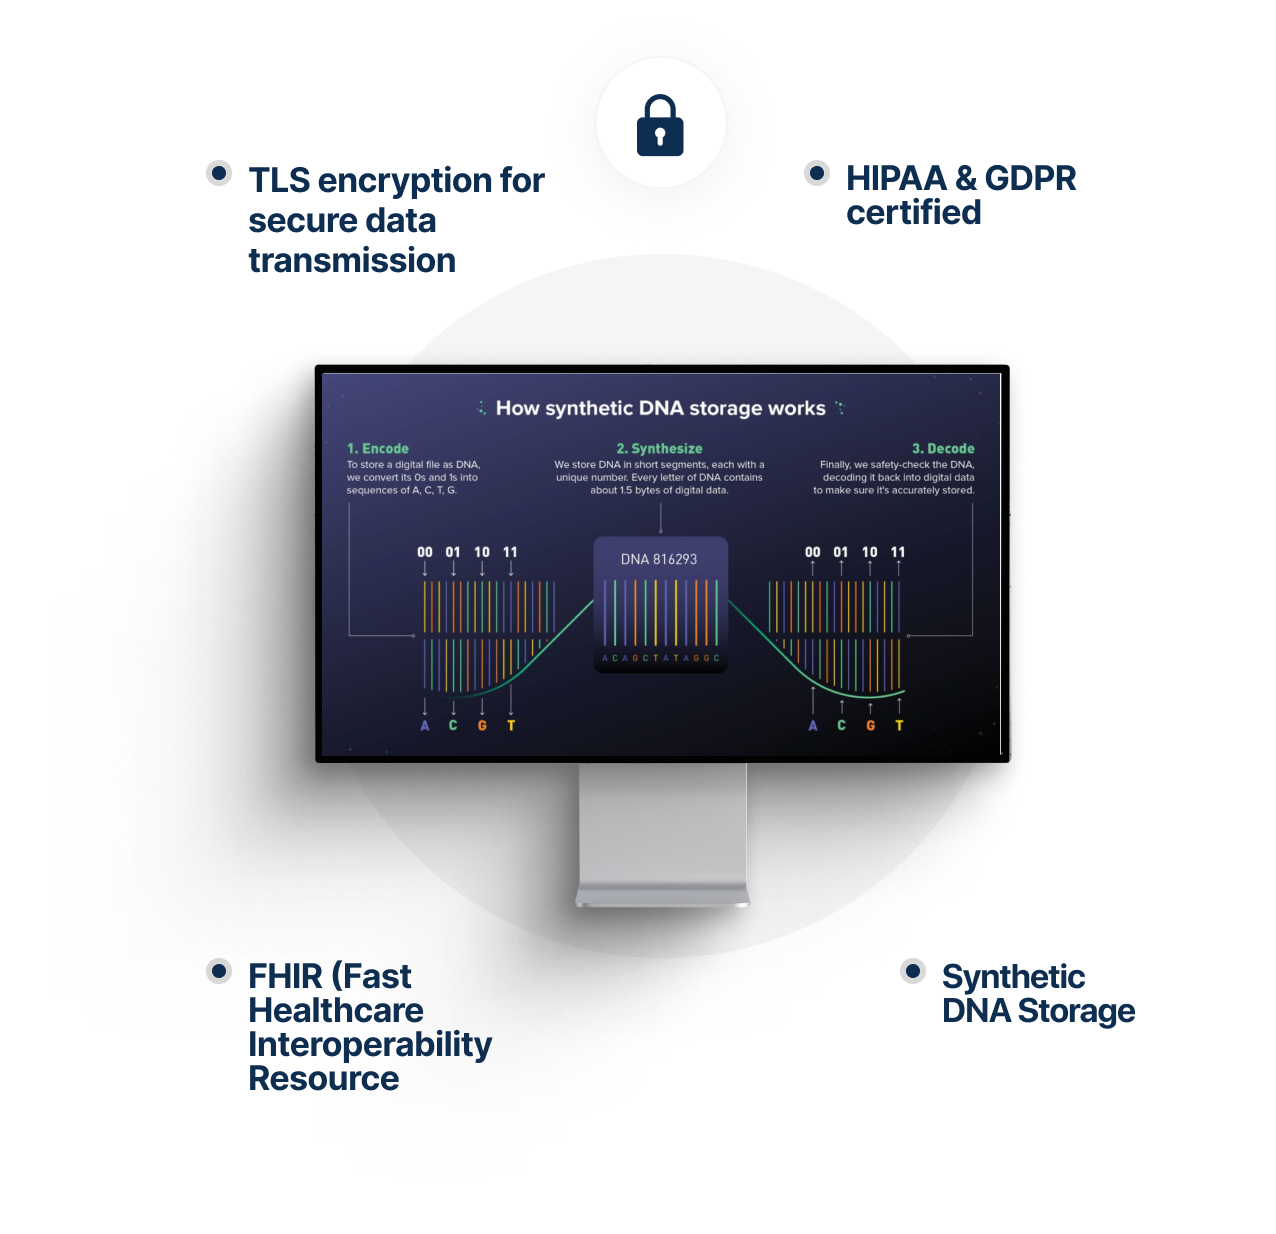 TLS encryption for
secure data
transmission
HIPAA & GDPR
certified
How synthetic DNA storage works
1. Encode
To store a digital file as DNA,
we convert its 0s and 1s into
sequences of A, C, T, G.
2. Synthesize
We store DNA in short segments, each with a
unique number. Every letter of DNA contains
about 1.5 bytes of digital data.
3. Decode
Finally, we safety-check the DNA,
decoding it back into digital data
to make sure it's accurately stored.
00 01 10 11
DNA 816293
A C A G C T A T A G G C
00 01 10 11
A C G T
A C G T
FHIR (Fast
Healthcare
Interoperability
Resource
Synthetic
DNA Storage